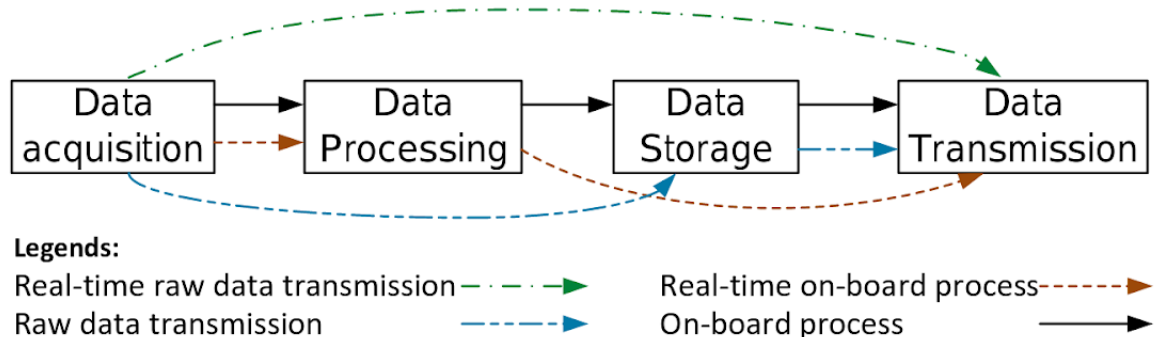 Data
acquisition
Data
Processing
Data
Storage
Data
Transmission
Legends:
Real-time raw data transmission
Real-time on-board process
Raw data transmission
On-board process